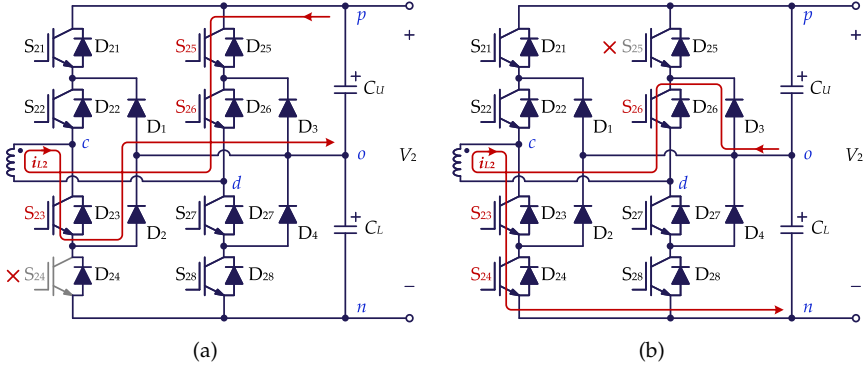 p
p
S21 D21 S25 D25 +
S21 D21 × S25 D25 +
+ CU
+ CU
S22 D22 D1 S26 D26 D3
S22 D22 D1 S26 D26 D3
c
c
iL2 o V2
iL2 o V2
d
d
S23 D23 D2 S27 D27 D4 + CL
S23 D23 D2 S27 D27 D4 + CL
× S24 D24 S28 D28 −
S24 D24 S28 D28 −
n
n
(a)
(b)